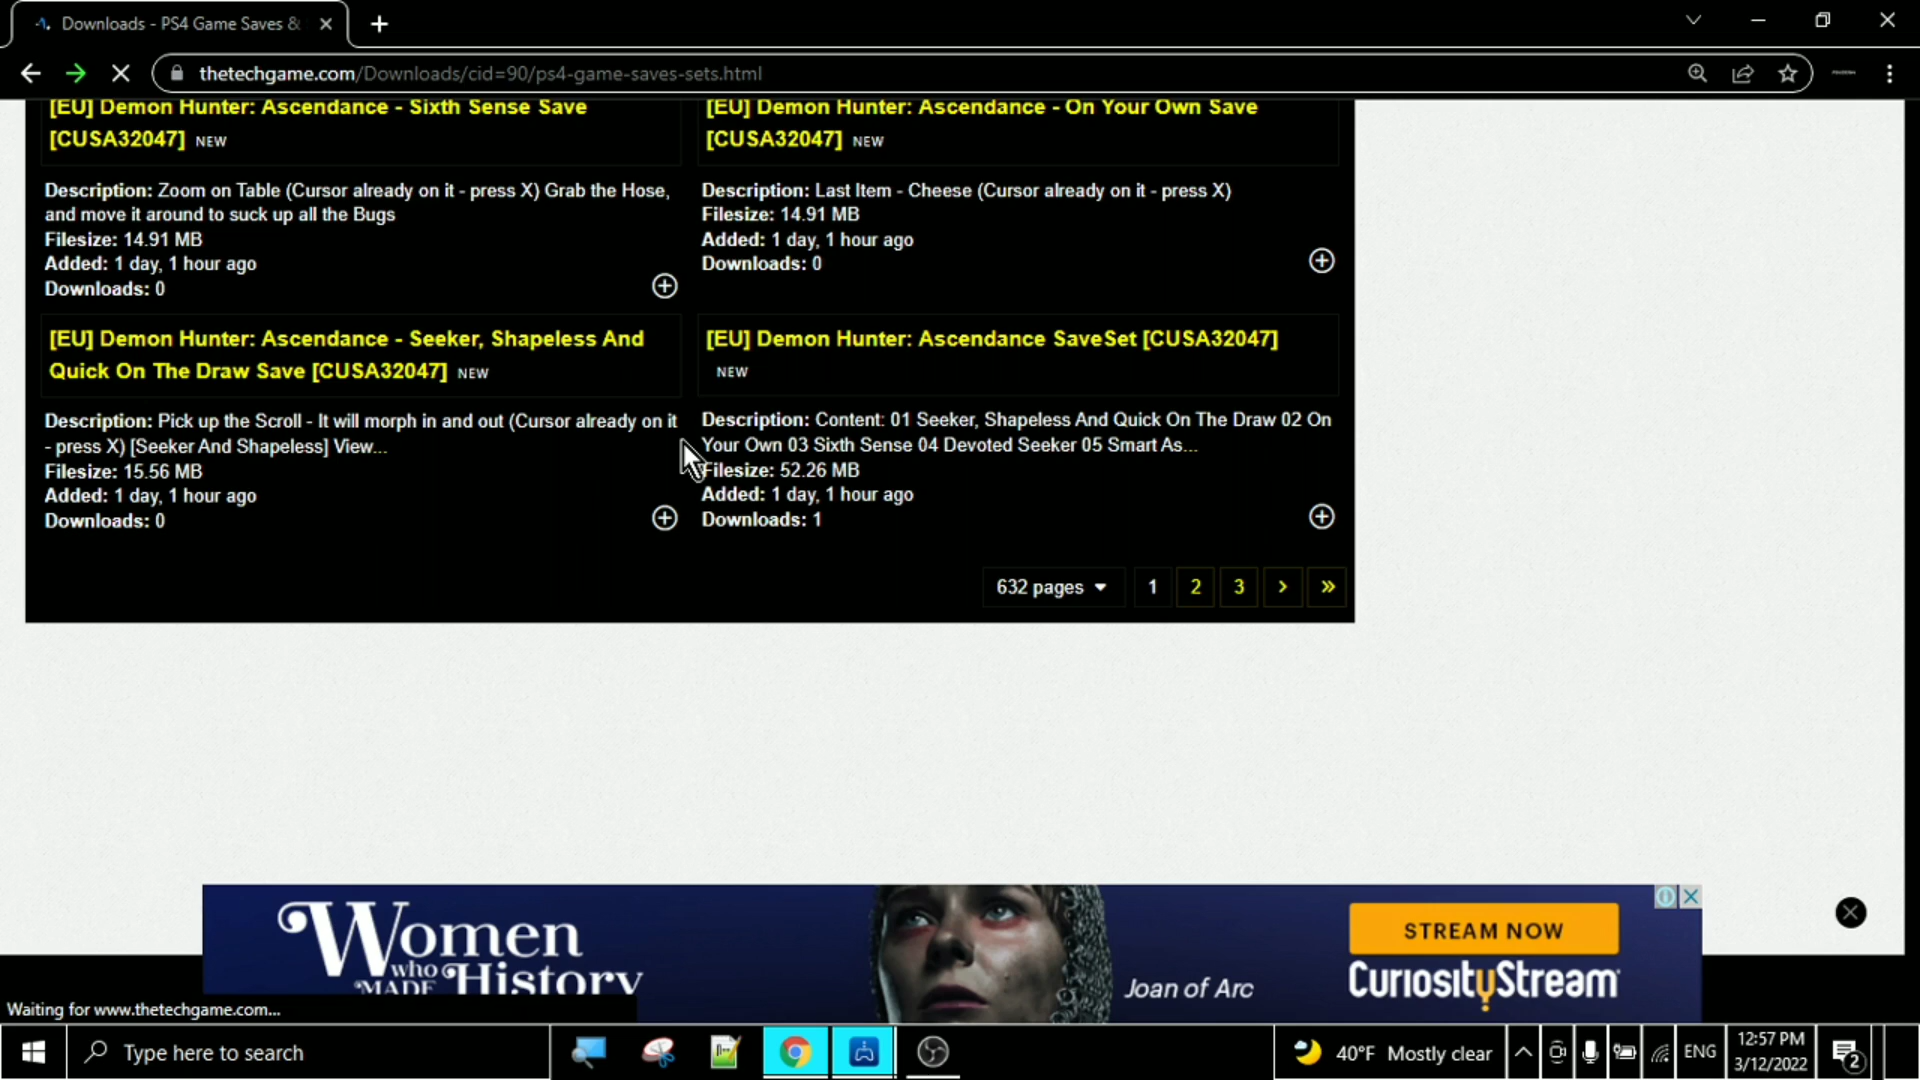 Downloads - PS4 Game Saves &
thetechgame.com/Downloads/cid=90/ps4-game-saves-sets.html
[EU] Demon Hunter: Ascendance - Sixth Sense Save
[CUSA32047] NEW
Description: Zoom on Table (Cursor already on it - press X) Grab the Hose,
and move it around to suck up all the Bugs
Filesize: 14.91 MB
Added: 1 day, 1 hour ago
Downloads: 0
[EU] Demon Hunter: Ascendance - On Your Own Save
[CUSA32047] NEW
Description: Last Item - Cheese (Cursor already on it - press X)
Filesize: 14.91 MB
Added: 1 day, 1 hour ago
Downloads: 0
[EU] Demon Hunter: Ascendance - Seeker, Shapeless And
Quick On The Draw Save [CUSA32047] NEW
Description: Pick up the Scroll - It will morph in and out (Cursor already on it
- press X) [Seeker And Shapeless] View...
Filesize: 15.56 MB
Added: 1 day, 1 hour ago
Downloads: 0
[EU] Demon Hunter: Ascendance SaveSet [CUSA32047]
NEW
Description: Content: 01 Seeker, Shapeless And Quick On The Draw 02 On
Your Own 03 Sixth Sense 04 Devoted Seeker 05 Smart As...
Filesize: 52.26 MB
Added: 1 day, 1 hour ago
Downloads: 1
632 pages 1 2 3 > »
Women
who
MADE History
Joan of Arc
STREAM NOW
CuriosityStream
Waiting for www.thetechgame.com...
Type here to search
40°F Mostly clear
ENG
12:57 PM
3/12/2022
2